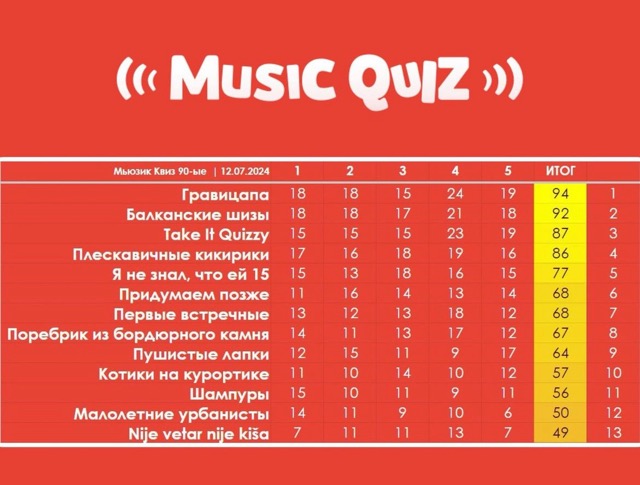 Music Quiz
Мьюзик Квиз 90-ые | 12.07.2024 1 2 3 4 5 ИТОГ
Гравицапа 18 18 15 24 19 94 1
Балканские шизы 18 18 17 21 18 92 2
Take It Quizzy 15 15 15 23 19 87 3
Плескавичные кикирики 17 16 18 19 16 86 4
Я не знал, что ей 15 15 13 18 16 15 77 5
Придумаем позже 11 16 14 13 14 68 6
Первые встречные 13 12 13 18 12 68 7
Поребрик из бордюрного камня 14 11 13 17 12 67 8
Пушистые лапки 12 15 11 9 17 64 9
Котики на курортике 11 10 14 10 12 57 10
Шампуры 15 10 11 9 11 56 11
Малолетние урбанисты 14 11 9 10 6 50 12
Nije vetar nije kiša 7 11 11 13 7 49 13